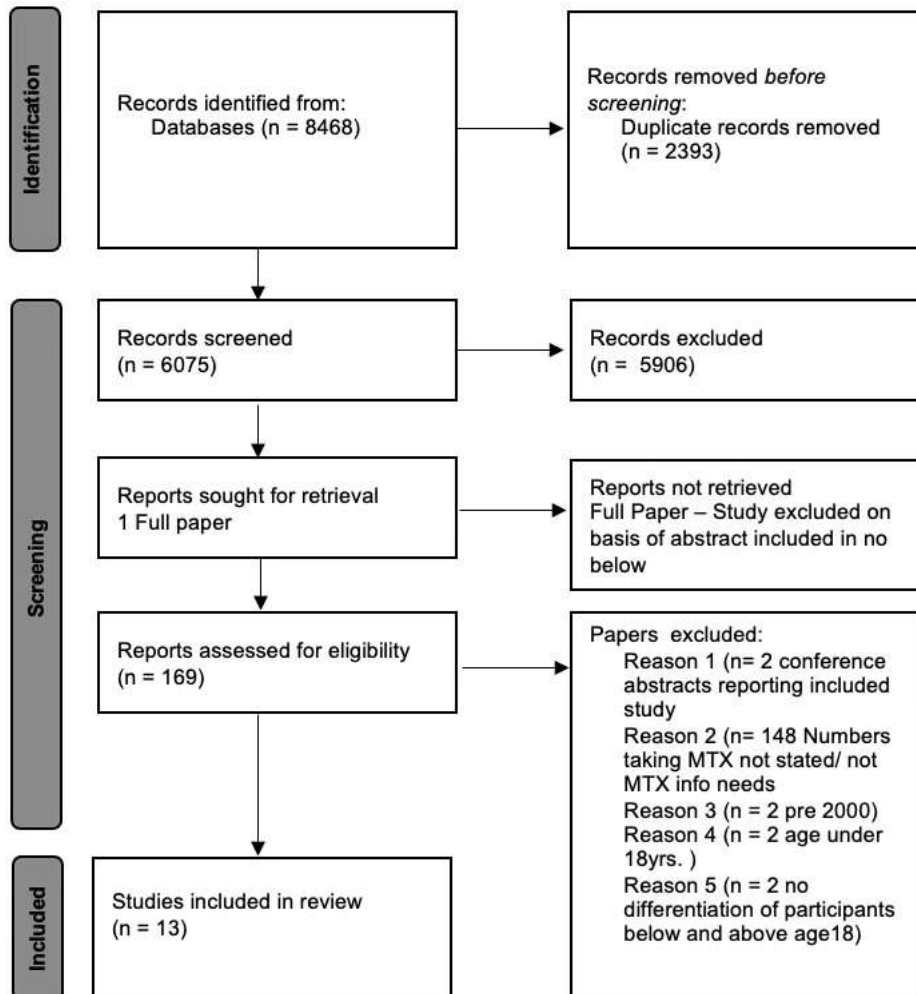 Identification
Records identified from:
Databases (n = 8468)
Records removed before
screening:
Duplicate records removed
(n = 2393)
Screening
Records screened
(n = 6075)
Records excluded
(n =  5906)
Reports sought for retrieval
1 Full paper
Reports not retrieved
Full Paper – Study excluded on
basis of abstract included in no
below
Reports assessed for eligibility
(n = 169)
Papers  excluded:
Reason 1 (n= 2 conference
abstracts reporting included
study
Reason 2 (n= 148 Numbers
taking MTX not stated/ not
MTX info needs
Reason 3 (n = 2 pre 2000)
Reason 4 (n = 2 age under
18yrs. )
Reason 5 (n = 2 no
differentiation of participants
below and above age18)
Included
Studies included in review
(n = 13)